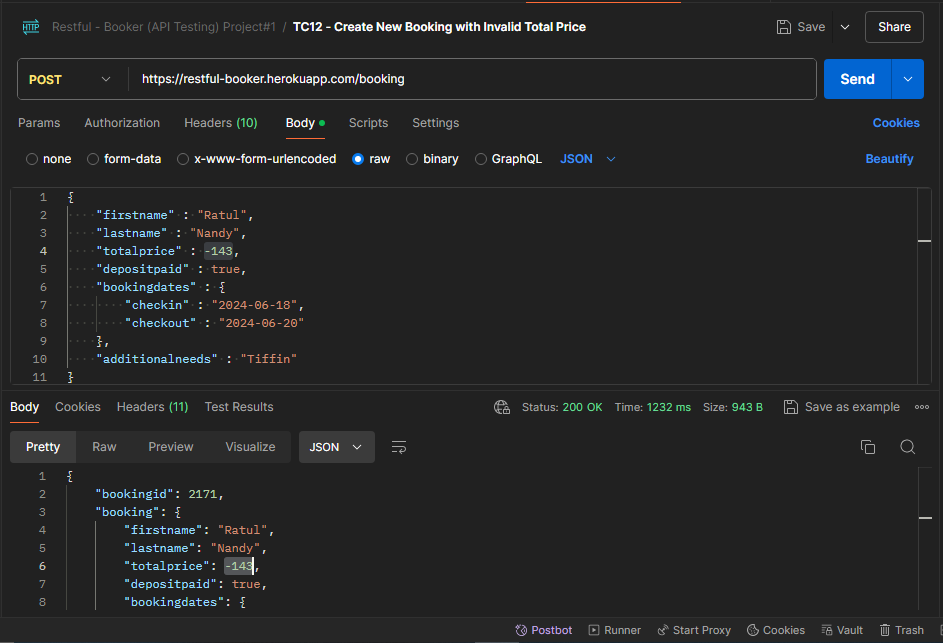 HTTP Restful - Booker (API Testing) Project#1 / TC12 - Create New Booking with Invalid Total Price Save Share
POST https://restful-booker.herokuapp.com/booking Send
Params Authorization Headers (10) Body Scripts Settings Cookies
none form-data x-www-form-urlencoded raw binary GraphQL JSON Beautify
1 {
2 "firstname" : "Ratul",
3 "lastname" : "Nandy",
4 "totalprice" : -143,
5 "depositpaid" : true,
6 "bookingdates" : {
7 "checkin" : "2024-06-18",
8 "checkout" : "2024-06-20"
9 },
10 "additionalneeds" : "Tiffin"
11 }
Body Cookies Headers (11) Test Results Status: 200 OK Time: 1232 ms Size: 943 B Save as example
Pretty Raw Preview Visualize JSON
1 {
2 "bookingid": 2171,
3 "booking": {
4 "firstname": "Ratul",
5 "lastname": "Nandy",
6 "totalprice": -143,
7 "depositpaid": true,
8 "bookingdates": {
Postbot Runner Start Proxy Cookies Vault Trash